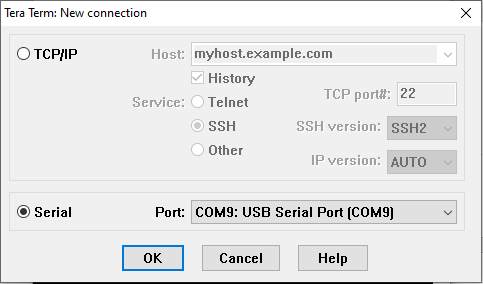 Tera Term: New connection
TCP/IP
Host: myhost.example.com
History
Service: Telnet
TCP port#: 22
SSH
SSH version: SSH2
Other
IP version: AUTO
Serial
Port: COM9: USB Serial Port (COM9)
OK Cancel Help